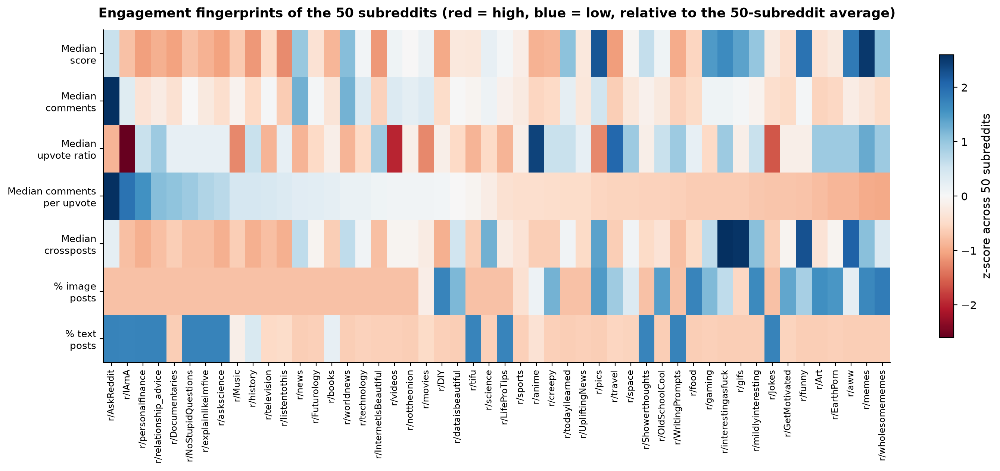 Engagement fingerprints of the 50 subreddits (red = high, blue = low, relative to the 50-subreddit average)
Median
score
Median
comments
Median
upvote ratio
Median comments
per upvote
Median
crossposts
% image
posts
% text
posts
r/AskReddit
r/IAmA
r/personalfinance
r/relationship_advice
r/Documentaries
r/NoStupidQuestions
r/explainlikeimfive
r/askscience
r/Music
r/history
r/television
r/listentothis
r/news
r/Futurology
r/books
r/worldnews
r/technology
r/InternetIsBeautiful
r/videos
r/nottheonion
r/movies
r/DIY
r/dataisbeautiful
r/tifu
r/science
r/LifeProTips
r/sports
r/anime
r/creepy
r/todayilearned
r/UpliftingNews
r/pics
r/travel
r/space
r/Showerthoughts
r/OldSchoolCool
r/WritingPrompts
r/food
r/gaming
r/interestingasfuck
r/gifs
r/mildlyinteresting
r/Jokes
r/GetMotivated
r/funny
r/Art
r/EarthPorn
r/aww
r/memes
r/wholesomememes
2
1
0
−1
−2
z-score across 50 subreddits